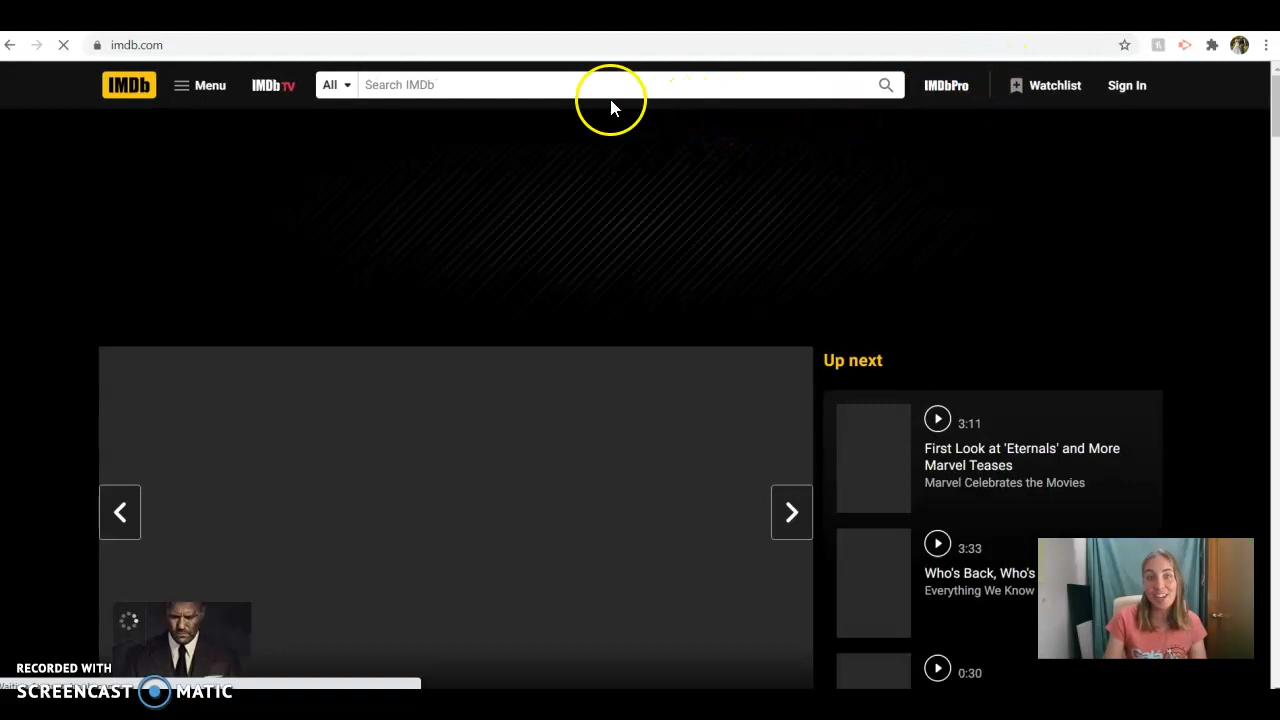 imdb.com
IMDb Menu IMDb TV All Search IMDb IMDbPro Watchlist Sign In
Up next
3:11
First Look at 'Eternals' and More
Marvel Teases
Marvel Celebrates the Movies
3:33
Who's Back, Who's
Everything We Know
0:30
RECORDED WITH
SCREENCAST MATIC